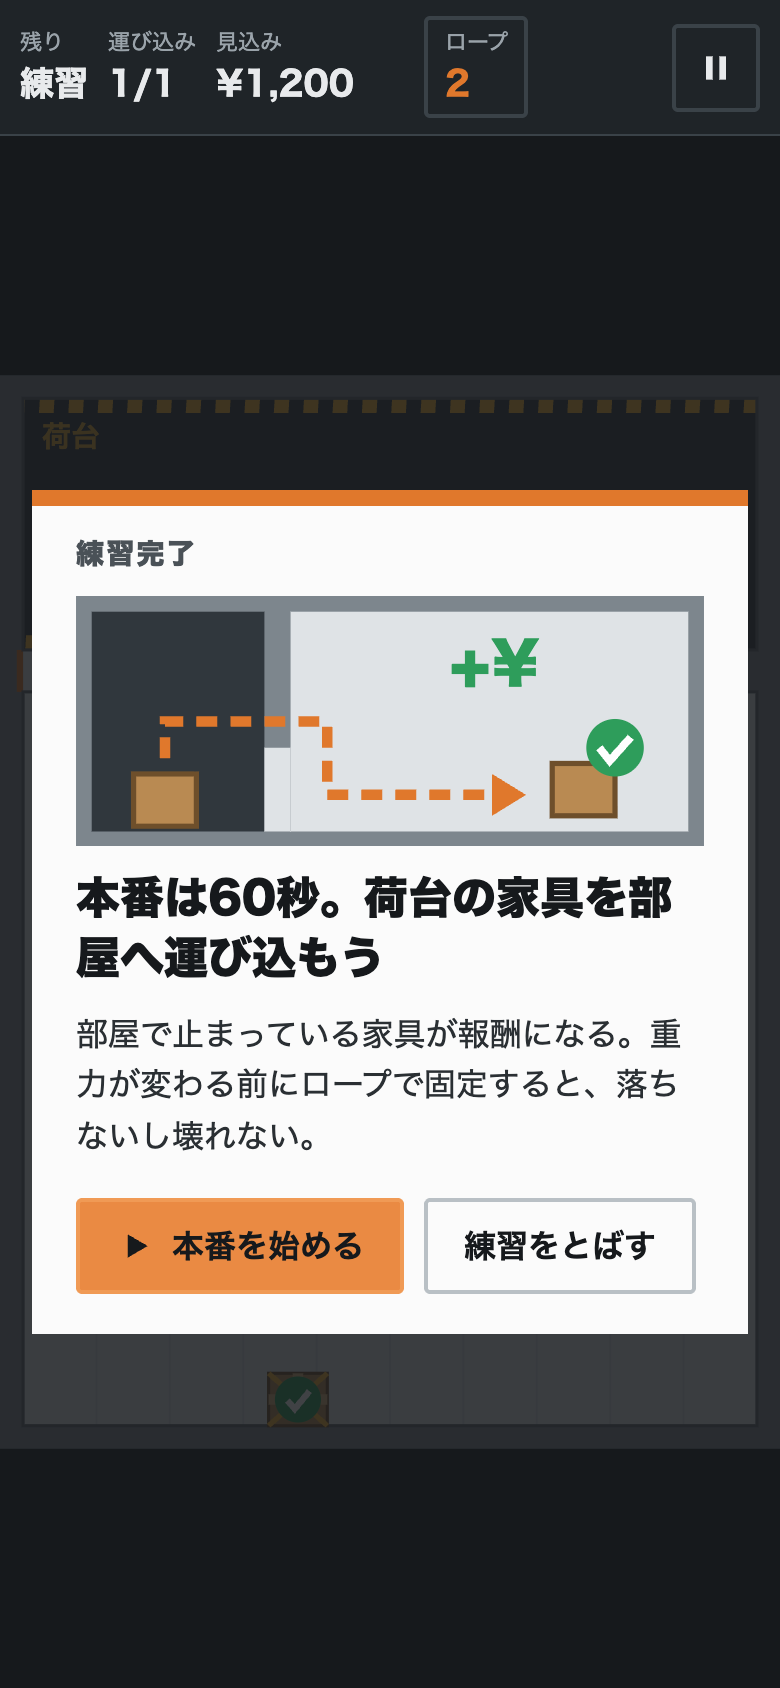 残り 運び込み 見込み ロープ
練習 1/1 ¥1,200 2
荷台
練習完了
+¥
本番は60秒。荷台の家具を部
屋へ運び込もう
部屋で止まっている家具が報酬になる。重
力が変わる前にロープで固定すると、落ち
ないし壊れない。
本番を始める 練習をとばす